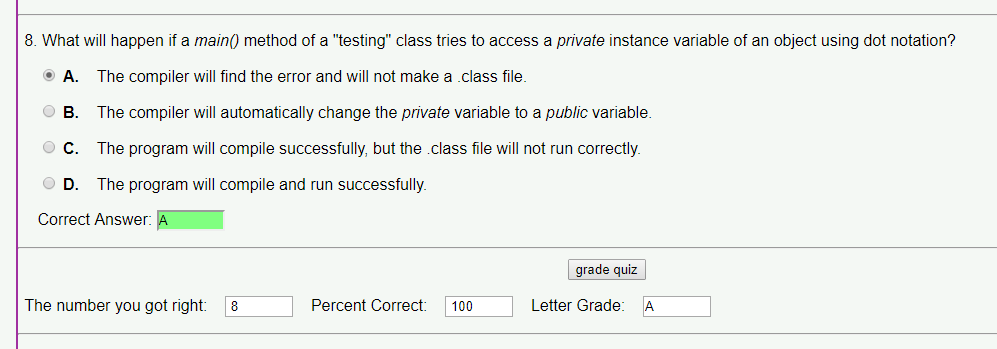 8. What will happen if a main() method of a "testing" class tries to access a private instance variable of an object using dot notation?
A. The compiler will find the error and will not make a .class file.
B. The compiler will automatically change the private variable to a public variable.
C. The program will compile successfully, but the .class file will not run correctly.
D. The program will compile and run successfully.
Correct Answer: A
grade quiz
The number you got right: 8 Percent Correct: 100 Letter Grade: A